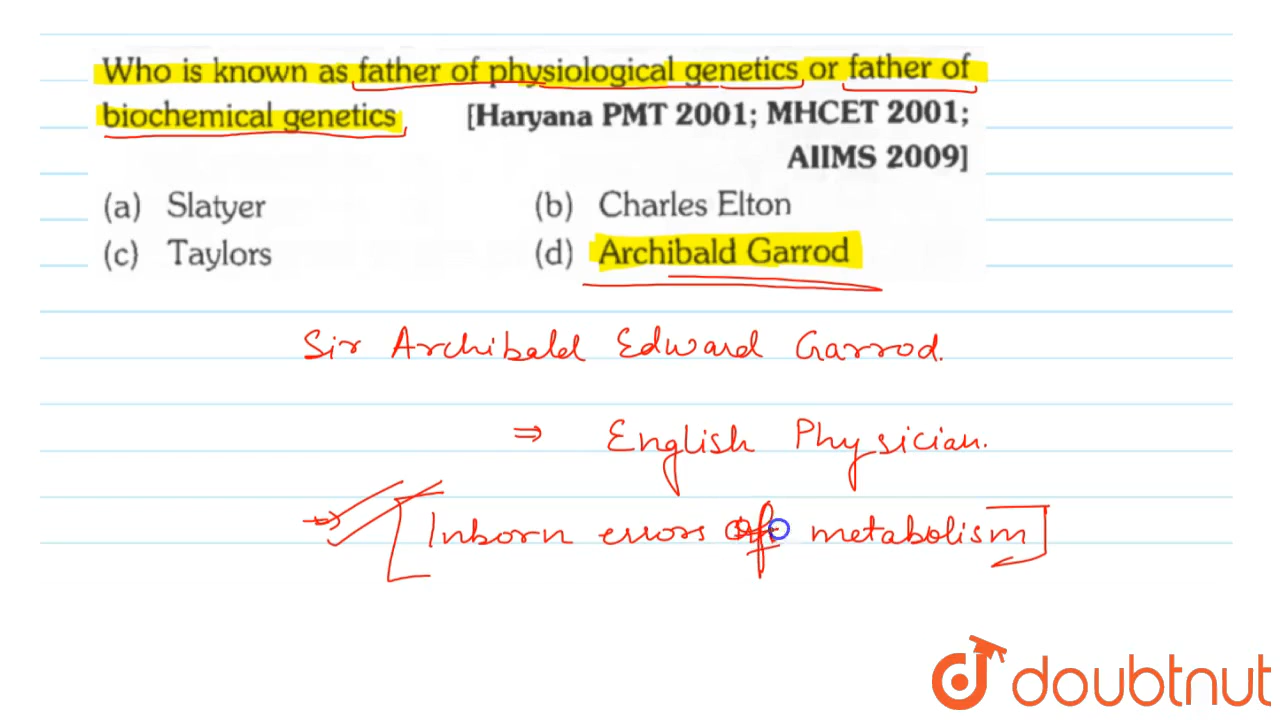 Who is known as father of physiological genetics or father of
biochemical genetics [Haryana PMT 2001; MHCET 2001;
AIIMS 2009]
(a) Slatyer (b) Charles Elton
(c) Taylors (d) Archibald Garrod
Sir Archibald Edward Garrod.
⇒ English Physician.
Inborn errors of metabolism
doubtnut